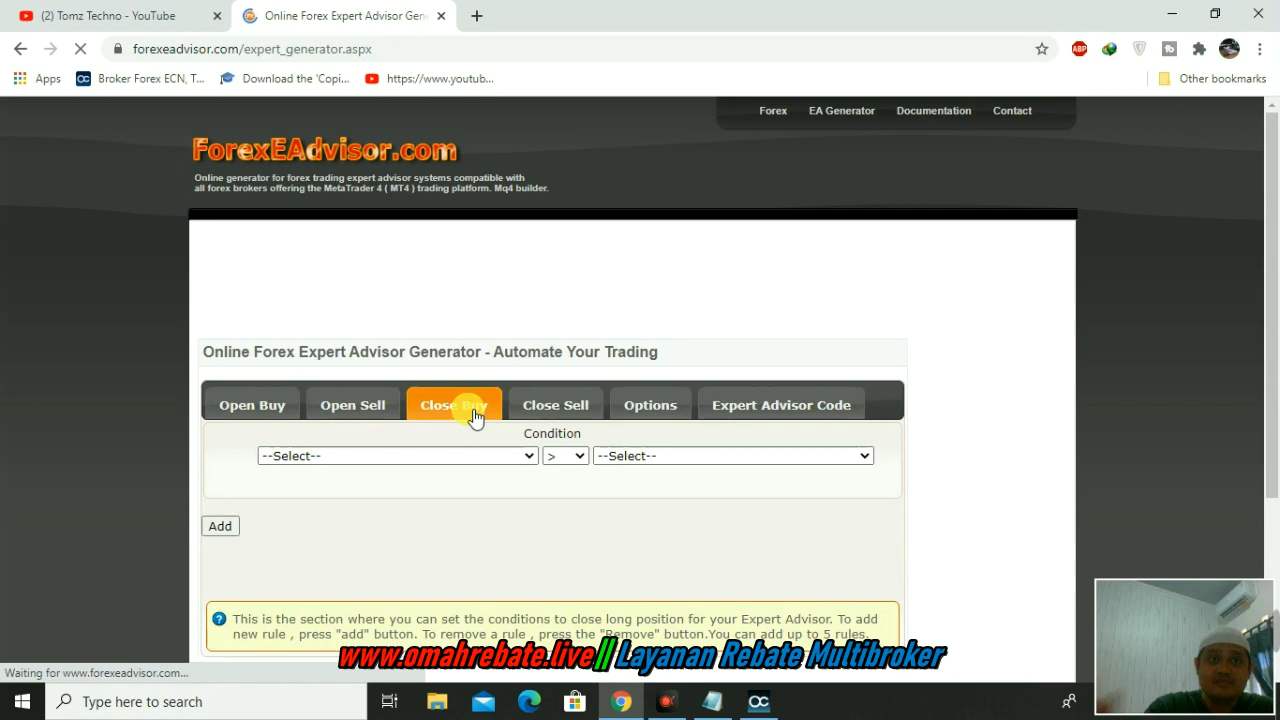 (2) Tomz Techno - YouTube
Online Forex Expert Advisor Gen
forexeadvisor.com/expert_generator.aspx
ABP
Apps
Broker Forex ECN, T...
Download the 'Copi...
https://www.youtub...
Other bookmarks
Forex
EA Generator
Documentation
Contact
ForexEAdvisor.com
Online generator for forex trading expert advisor systems compatible with
all forex brokers offering the MetaTrader 4 ( MT4 ) trading platform. Mq4 builder.
Online Forex Expert Advisor Generator - Automate Your Trading
Open Buy
Open Sell
Close Buy
Close Sell
Options
Expert Advisor Code
Condition
--Select--
>
--Select--
Add
This is the section where you can set the conditions to close long position for your Expert Advisor. To add
new rule , press "add" button. To remove a rule , press the "Remove" button.You can add up to 5 rules.
www.omahrebate.live|| Layanan Rebate Multibroker
Waiting for www.forexeadvisor.com...
Type here to search